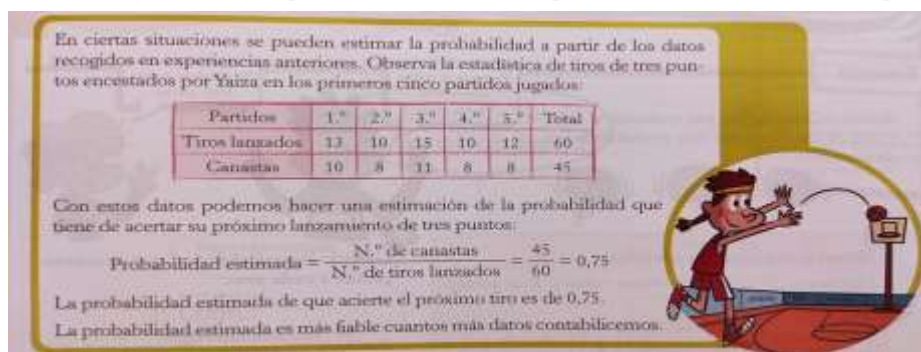 En ciertas situaciones se pueden estimar la probabilidad a partir de los datos
recogidos en experiencias anteriores. Observa la estadística de tiros de tres pun-
tos encestados por Yaiza en los primeros cinco partidos jugados:
Partidos 1.º 2.º 3.º 4.º 5.º Total
Tiros lanzados 13 10 15 10 12 60
Canastas 10 8 11 8 8 45
Con estos datos podemos hacer una estimación de la probabilidad que
tiene de acertar su próximo lanzamiento de tres puntos:
Probabilidad estimada = N.º de canastas / N.º de tiros lanzados = 45 / 60 = 0,75
La probabilidad estimada de que acierte el próximo tiro es de 0,75.
La probabilidad estimada es más fiable cuantos más datos contabilicemos.